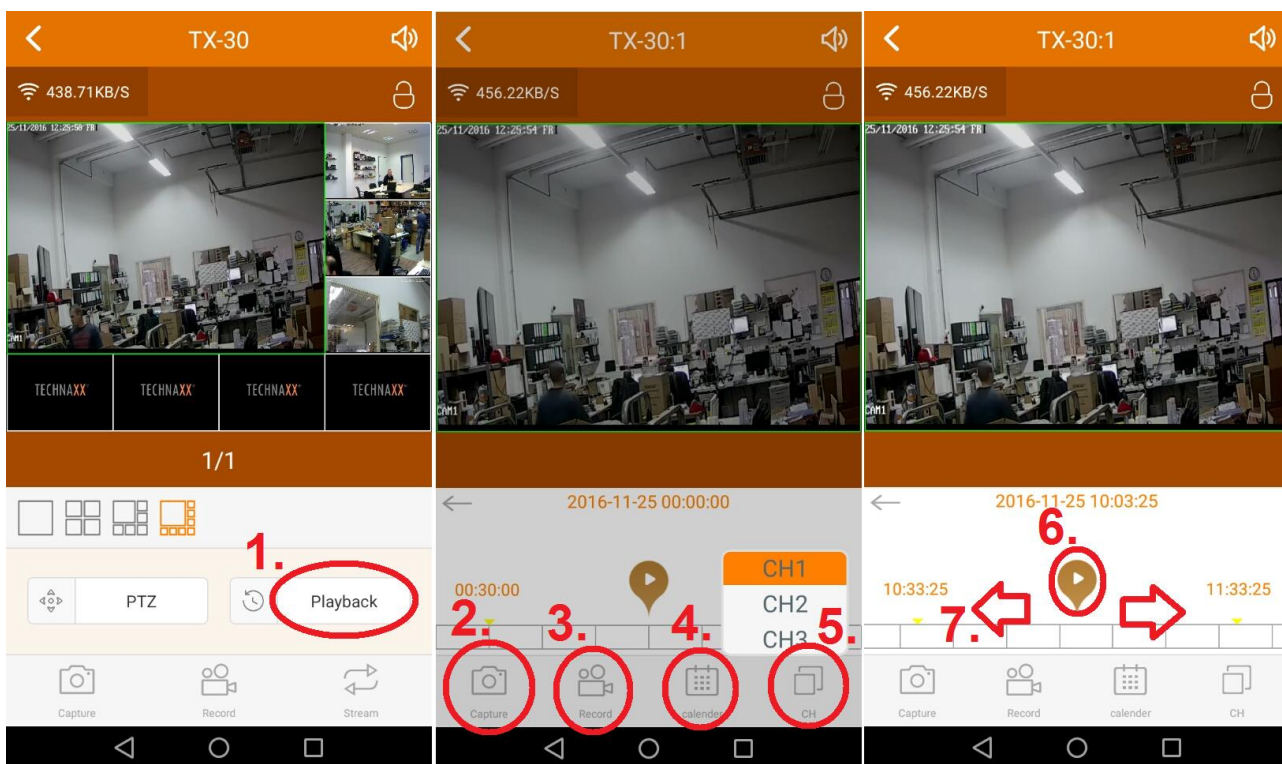 TX-30
438.71KB/S
25/11/2016 12:25:50 FRI
CAM1
TECHNAXX
TECHNAXX
TECHNAXX
TECHNAXX
1/1
1.
PTZ
Playback
Capture
Record
Stream
TX-30:1
456.22KB/S
25/11/2016 12:25:54 FRI
CAM1
2016-11-25 00:00:00
00:30:00
CH1
CH2
CH3
2.
3.
4.
5.
Capture
Record
calender
CH
TX-30:1
456.22KB/S
25/11/2016 12:25:54 FRI
CAM1
2016-11-25 10:03:25
6.
10:33:25
11:33:25
7.
Capture
Record
calender
CH